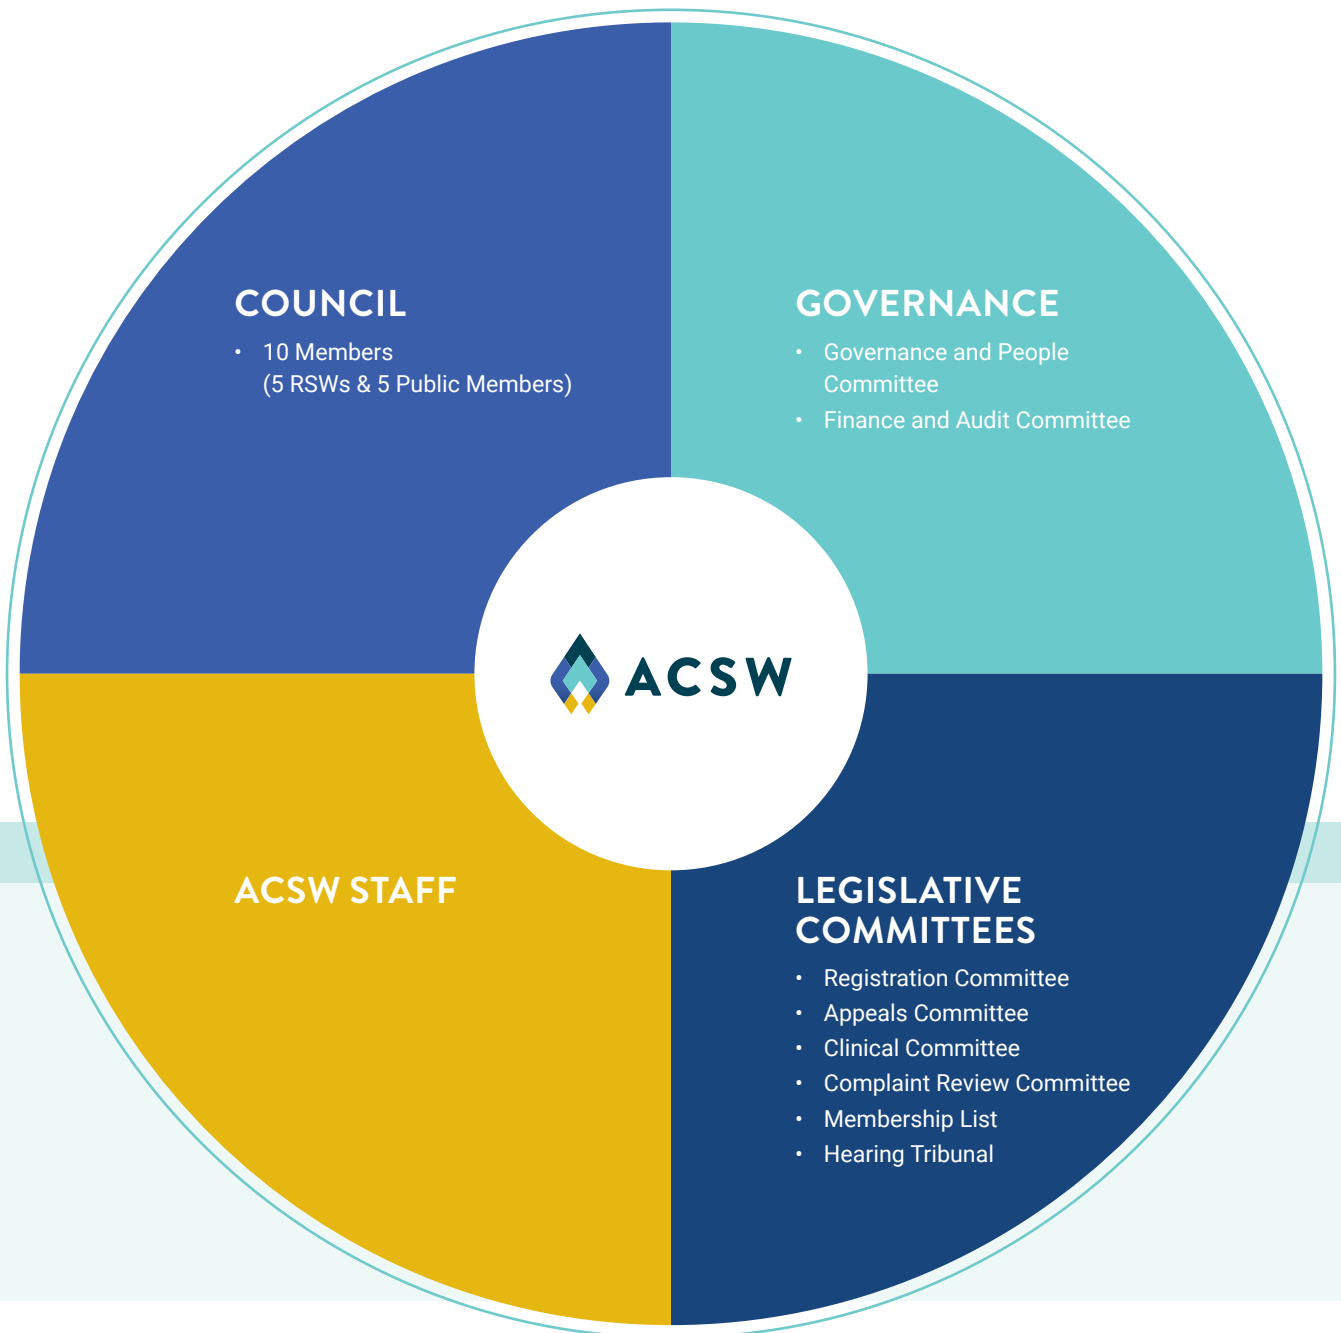 COUNCIL
• 10 Members
(5 RSWs & 5 Public Members)
GOVERNANCE
• Governance and People
Committee
• Finance and Audit Committee
ACSW
ACSW STAFF
LEGISLATIVE
COMMITTEES
• Registration Committee
• Appeals Committee
• Clinical Committee
• Complaint Review Committee
• Membership List
• Hearing Tribunal